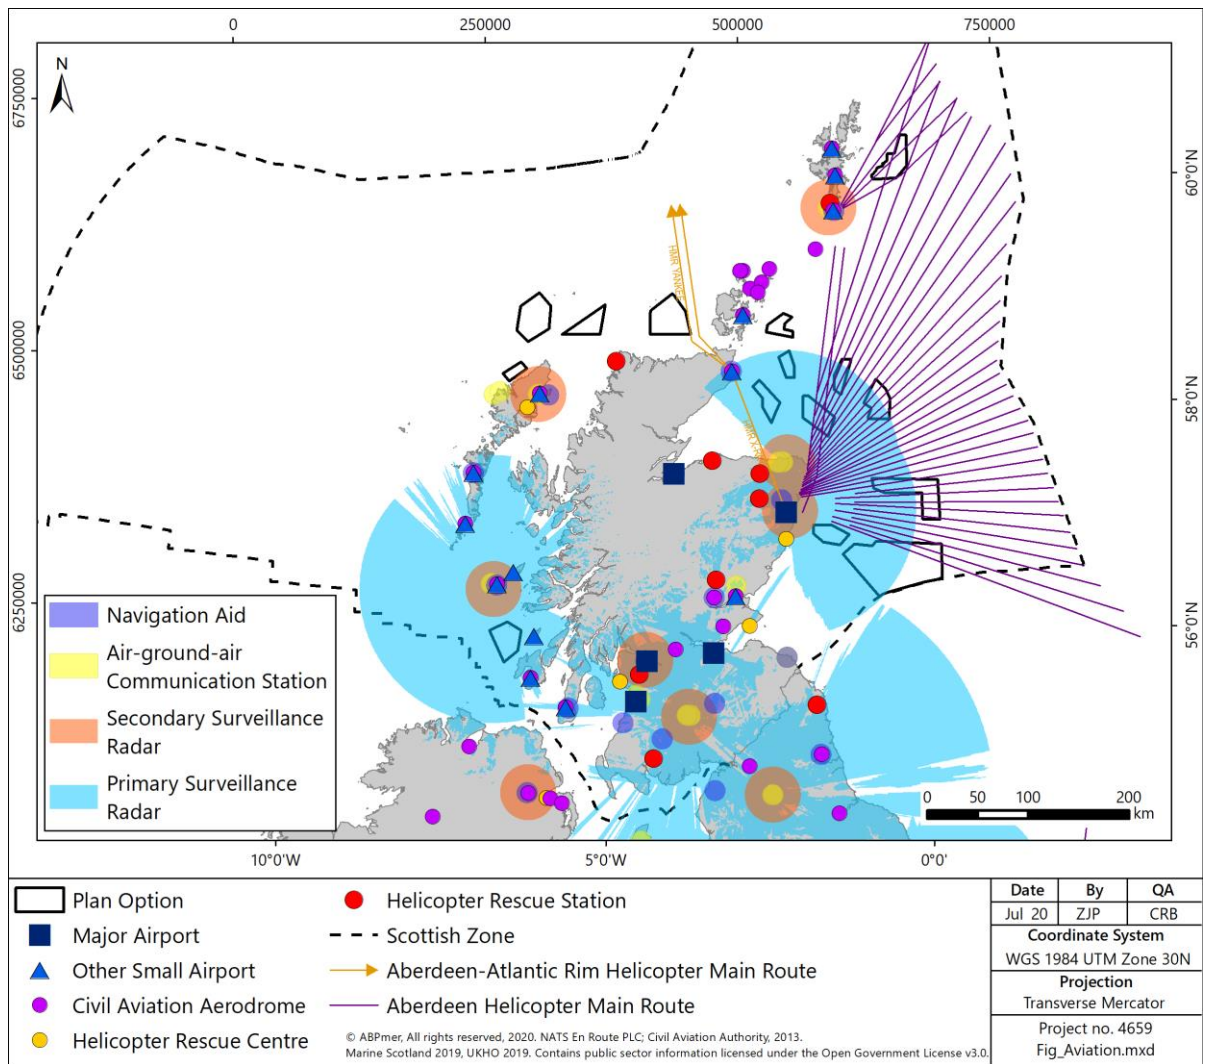 0 250000 500000 750000
N
6750000
6500000
6250000
60°0'N
58°0'N
56°0'N
HMR YANKEE
Navigation Aid
Air-ground-air
Communication Station
Secondary Surveillance
Radar
Primary Surveillance
Radar
0 50 100 200
km
10°0'W 5°0'W 0°0'
Plan Option
Major Airport
Other Small Airport
Civil Aviation Aerodrome
Helicopter Rescue Centre
Helicopter Rescue Station
Scottish Zone
Aberdeen-Atlantic Rim Helicopter Main Route
Aberdeen Helicopter Main Route
© ABPmer, All rights reserved, 2020. NATS En Route PLC; Civil Aviation Authority, 2013.
Marine Scotland 2019, UKHO 2019. Contains public sector information licensed under the Open Government License v3.0.
Date By QA
Jul 20 ZJP CRB
Coordinate System
WGS 1984 UTM Zone 30N
Projection
Transverse Mercator
Project no. 4659
Fig_Aviation.mxd